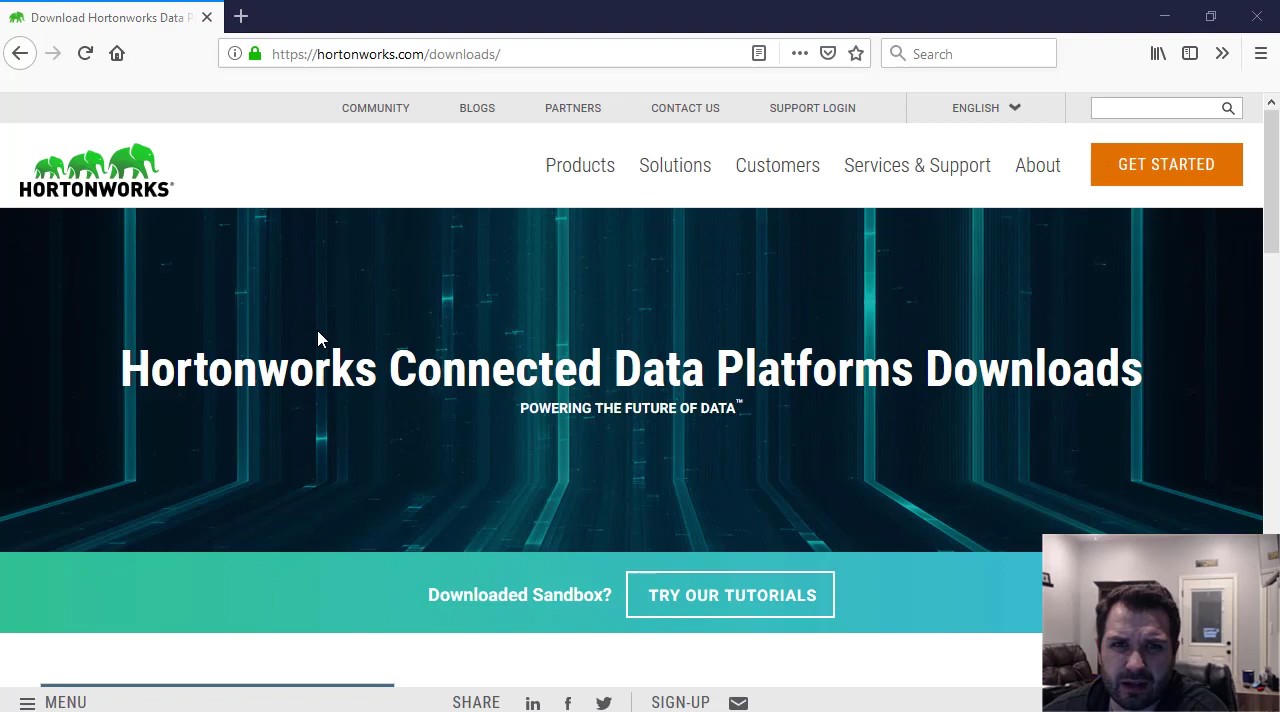 Download Hortonworks Data P
https://hortonworks.com/downloads/
Search
COMMUNITY
BLOGS
PARTNERS
CONTACT US
SUPPORT LOGIN
ENGLISH
HORTONWORKS®
Products
Solutions
Customers
Services & Support
About
GET STARTED
Hortonworks Connected Data Platforms Downloads
POWERING THE FUTURE OF DATA™
Downloaded Sandbox?
TRY OUR TUTORIALS
MENU
SHARE
SIGN-UP